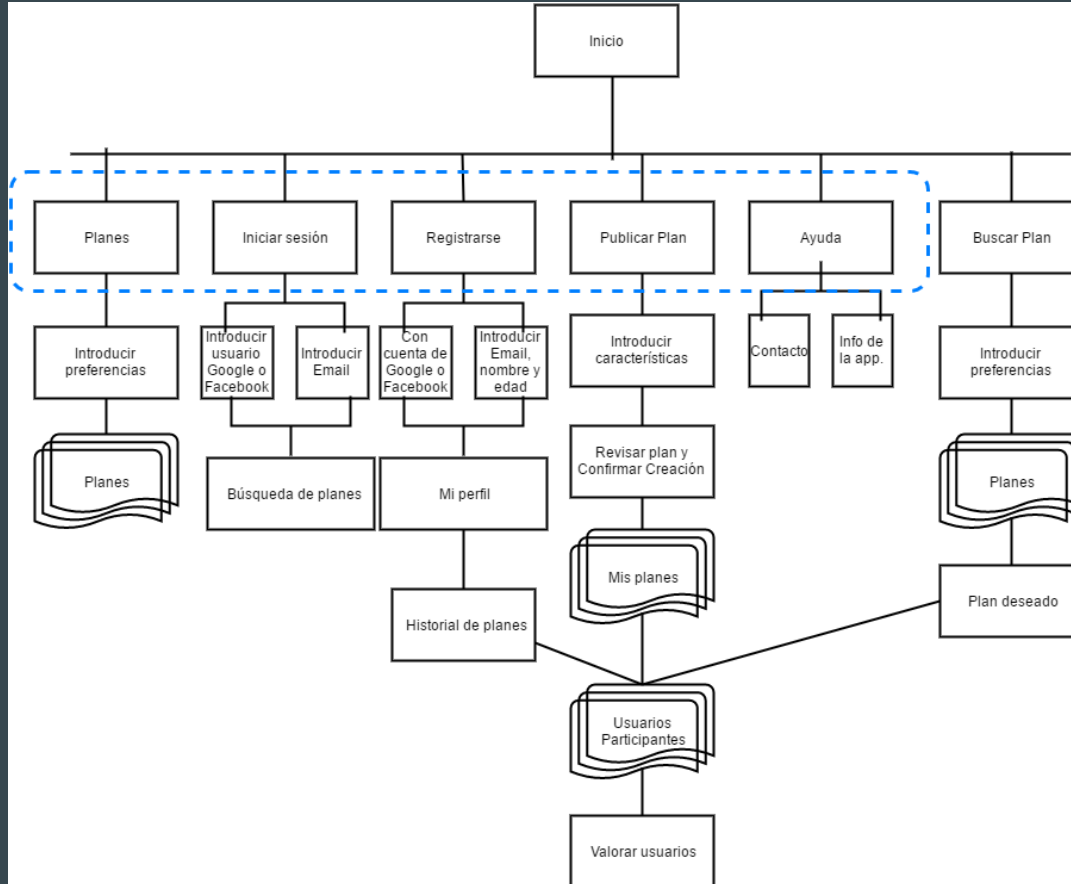 Inicio
Planes
Iniciar sesión
Registrarse
Publicar Plan
Ayuda
Buscar Plan
Introducir
preferencias
Introducir
usuario
Google o
Facebook
Introducir
Email
Con
cuenta de
Google o
Facebook
Introducir
Email,
nombre y
edad
Introducir
características
Contacto
Info de
la app.
Introducir
preferencias
Planes
Búsqueda de planes
Mi perfil
Revisar plan y
Confirmar Creación
Planes
Mis planes
Historial de planes
Plan deseado
Usuarios
Participantes
Valorar usuarios